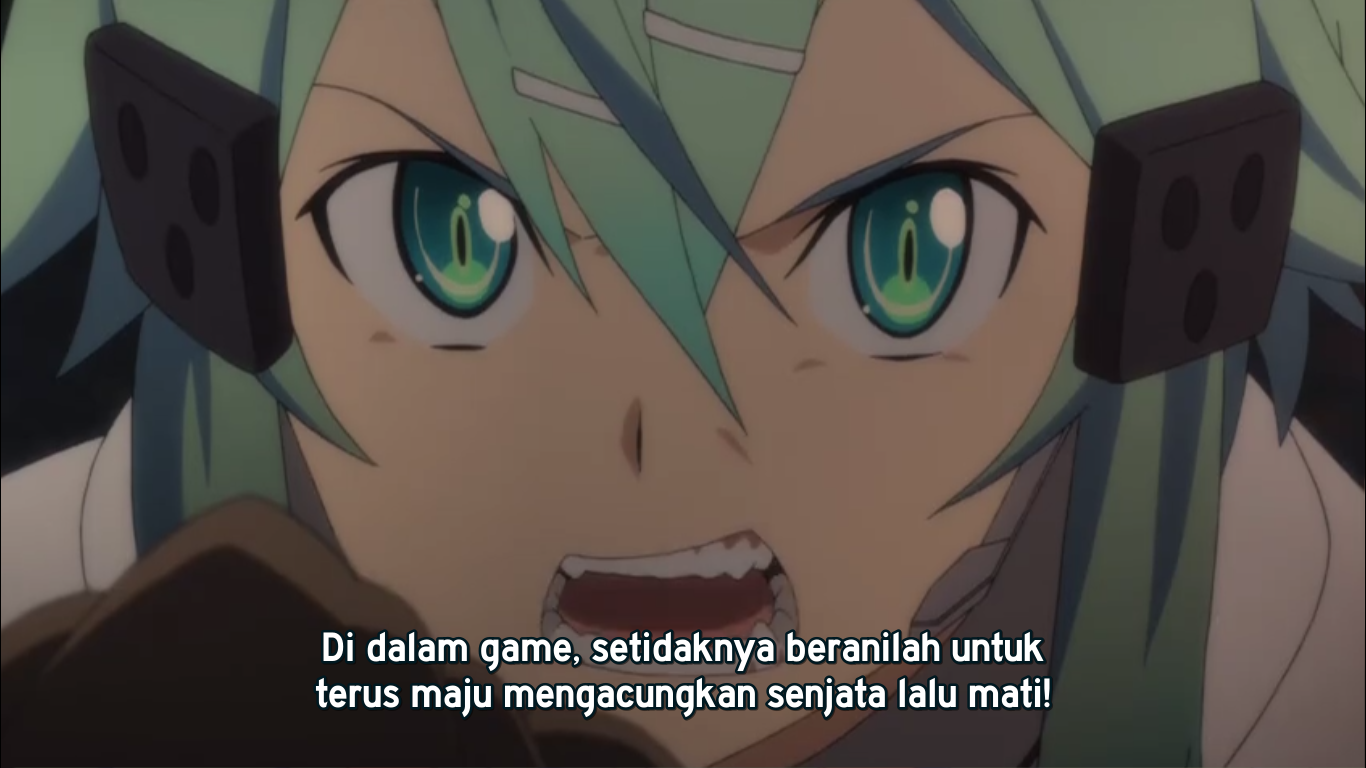 Di dalam game, setidaknya beranilah untuk
terus maju mengacungkan senjata lalu mati!